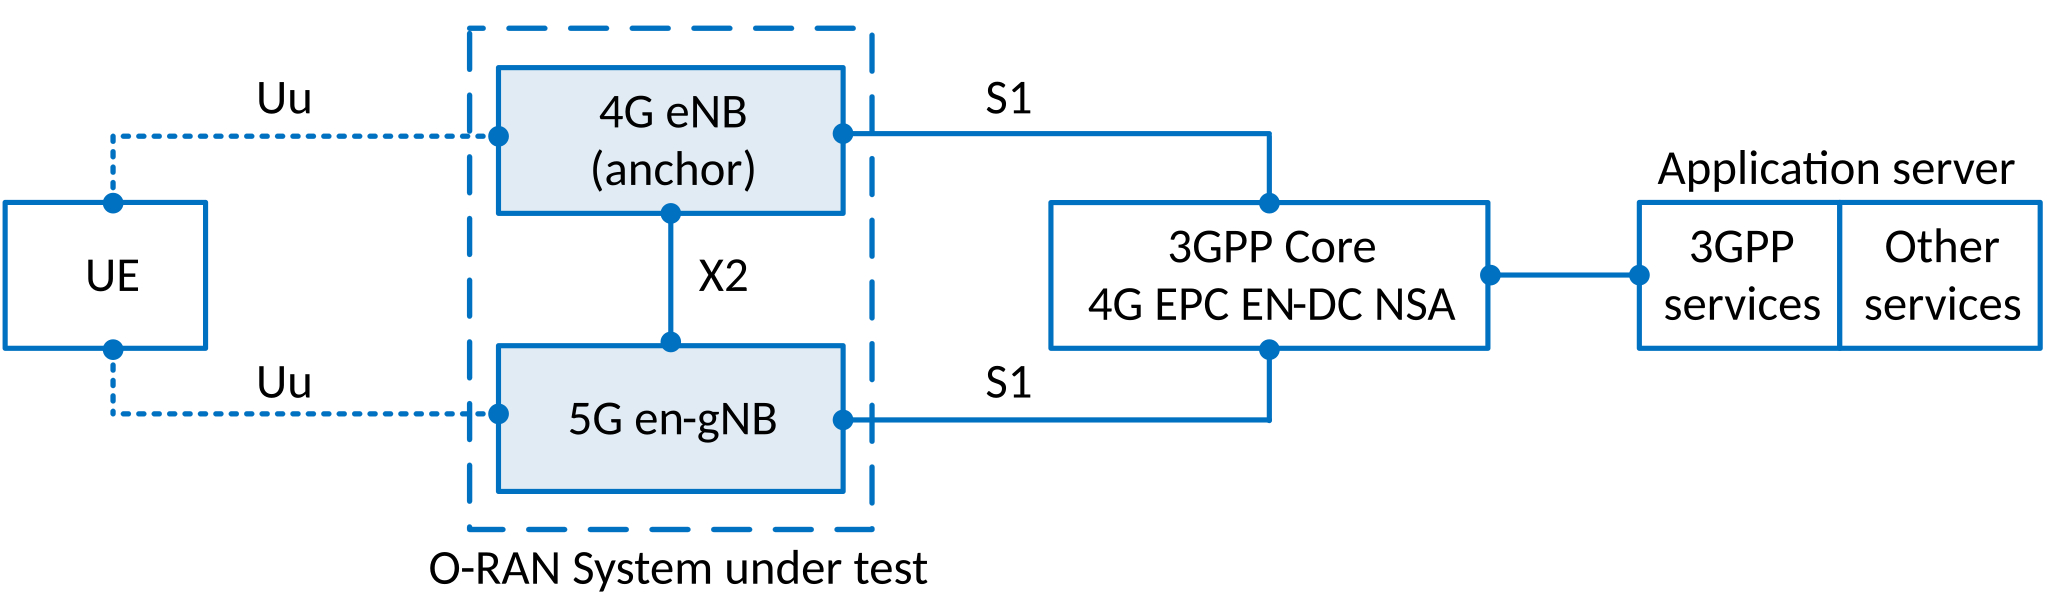 Uu
4G eNB
(anchor)
S1
UE
X2
3GPP Core
4G EPC EN-DC NSA
Application server
3GPP
services
Other
services
Uu
5G en-gNB
S1
O-RAN System under test